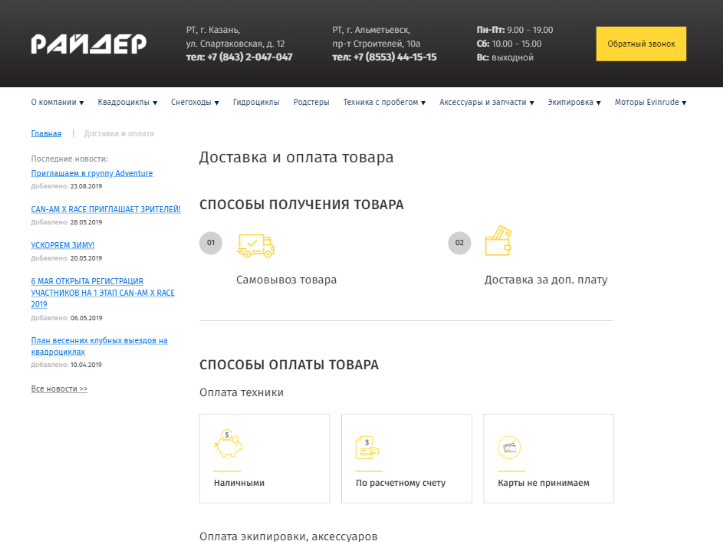 РАЙДЕР
РТ, г. Казань,
ул. Спартаковская, д. 12
тел: +7 (843) 2-047-047
РТ, г. Альметьевск,
пр-т Строителей, 10а
тел: +7 (8553) 44-15-15
Пн-Пт: 9.00 - 19.00
Сб: 10.00 - 15.00
Вс: выходной
Обратный звонок
О компании Квадроциклы Снегоходы Гидроциклы Родстеры Техника с пробегом Аксессуары и запчасти Экипировка Моторы Evinrude
Главная | Доставка и оплата
Последние новости:
Приглашаем в группу Adventure
Добавлено: 23.08.2019
CAN-AM X RACE ПРИГЛАШАЕТ ЗРИТЕЛЕЙ!
Добавлено: 28.05.2019
УСКОРЯЕМ ЗИМУ!
Добавлено: 20.05.2019
6 МАЯ ОТКРЫТА РЕГИСТРАЦИЯ
УЧАСТНИКОВ НА 1 ЭТАП CAN-AM X RACE
2019
Добавлено: 06.05.2019
План весенних клубных выездов на
квадроциклах
Добавлено: 10.04.2019
Все новости >>
Доставка и оплата товара
СПОСОБЫ ПОЛУЧЕНИЯ ТОВАРА
01
Самовывоз товара
02
Доставка за доп. плату
СПОСОБЫ ОПЛАТЫ ТОВАРА
Оплата техники
$
Наличными
$
По расчетному счету
Карты не принимаем
Оплата экипировки, аксессуаров